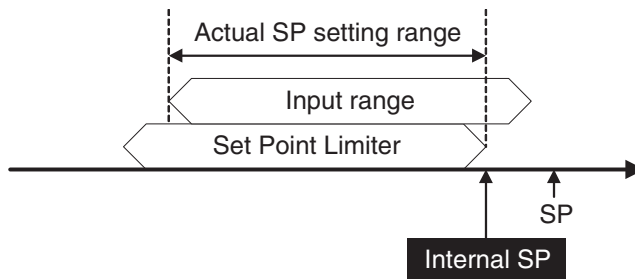 Actual SP setting range
Input range
Set Point Limiter
SP
Internal SP